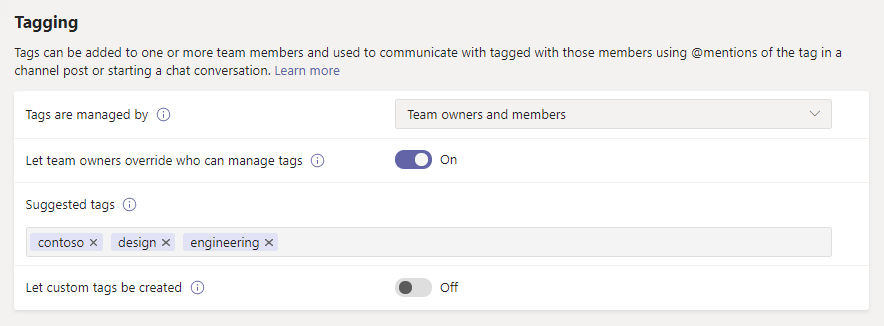 Tagging
Tags can be added to one or more team members and used to communicate with tagged with those members using @mentions of the tag in a
channel post or starting a chat conversation. Learn more
Tags are managed by
Team owners and members
Let team owners override who can manage tags
On
Suggested tags
contoso
design
engineering
Let custom tags be created
Off